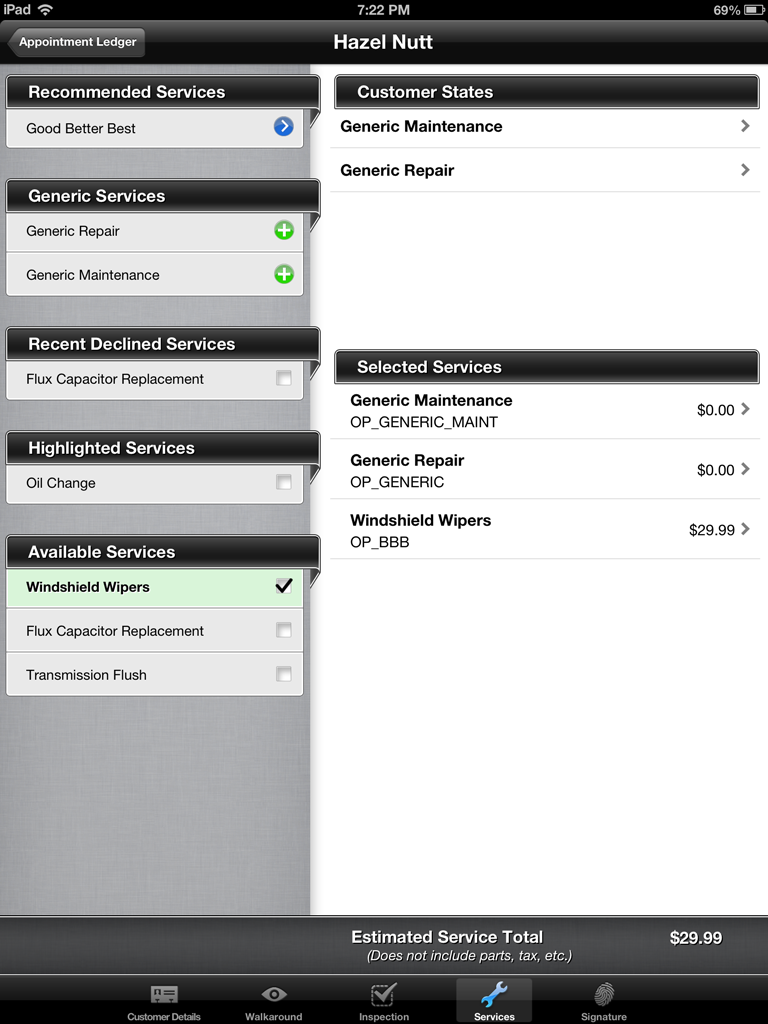 iPad
7:22 PM
69%
Appointment Ledger
Hazel Nutt
Recommended Services
Good Better Best
Generic Services
Generic Repair
Generic Maintenance
Recent Declined Services
Flux Capacitor Replacement
Highlighted Services
Oil Change
Available Services
Windshield Wipers
Flux Capacitor Replacement
Transmission Flush
Customer States
Generic Maintenance
Generic Repair
Selected Services
Generic Maintenance
OP_GENERIC_MAINT
$0.00
Generic Repair
OP_GENERIC
$0.00
Windshield Wipers
OP_BBB
$29.99
Estimated Service Total
$29.99
(Does not include parts, tax, etc.)
Customer Details
Walkaround
Inspection
Services
Signature